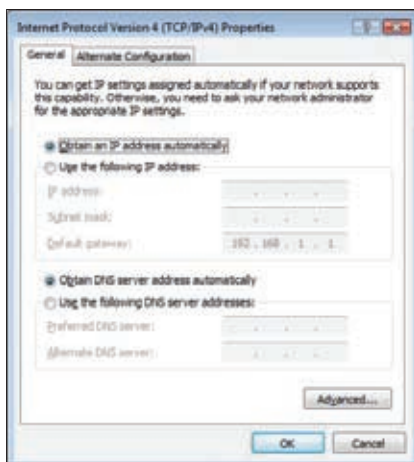 Internet Protocol Version 4 (TCP/IPv4) Properties
General Alternate Configuration
You can get IP settings assigned automatically if your network supports
this capability. Otherwise, you need to ask your network administrator
for the appropriate IP settings.
Obtain an IP address automatically
Use the following IP address:
IP address:
Subnet mask:
Default gateway: 192 . 168 . 1 . 1
Obtain DNS server address automatically
Use the following DNS server addresses:
Preferred DNS server:
Alternate DNS server:
Advanced...
OK Cancel